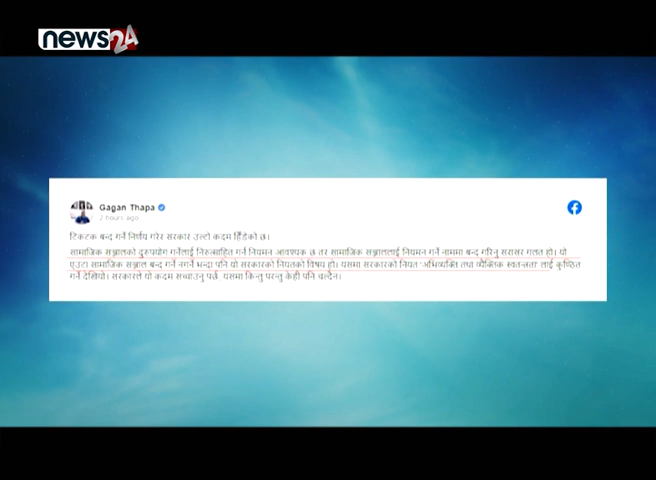 news24
Gagan Thapa
2 hours ago
टिकटक बन्द गर्ने निर्णय गरेर सरकार उल्टो कदम हिँडेको छ।
सामाजिक सञ्जालको दुरुपयोग गर्नेलाई निरुत्साहित गर्न नियमन आवश्यक छ तर सामाजिक सञ्जाललाई नियमन गर्ने नाममा बन्द गरिनु सरासर गलत हो। यो
एउटा सामाजिक सञ्जाल बन्द गर्ने नगर्ने भन्दा पनि यो सरकारको नियतको विषय हो। यसमा सरकारको नियत 'अभिव्यक्ति तथा व्यैक्तिक स्वतन्त्रता' लाई कुण्ठित
गर्ने देखियो। सरकारले यो कदम सच्याउनु पर्छ, यसमा किन्तु परन्तु केही पनि चल्दैन।